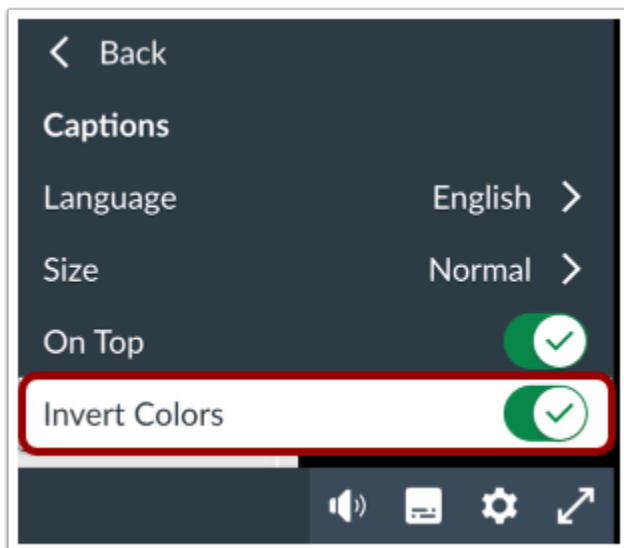 Back
Captions
Language English
Size Normal
On Top
Invert Colors